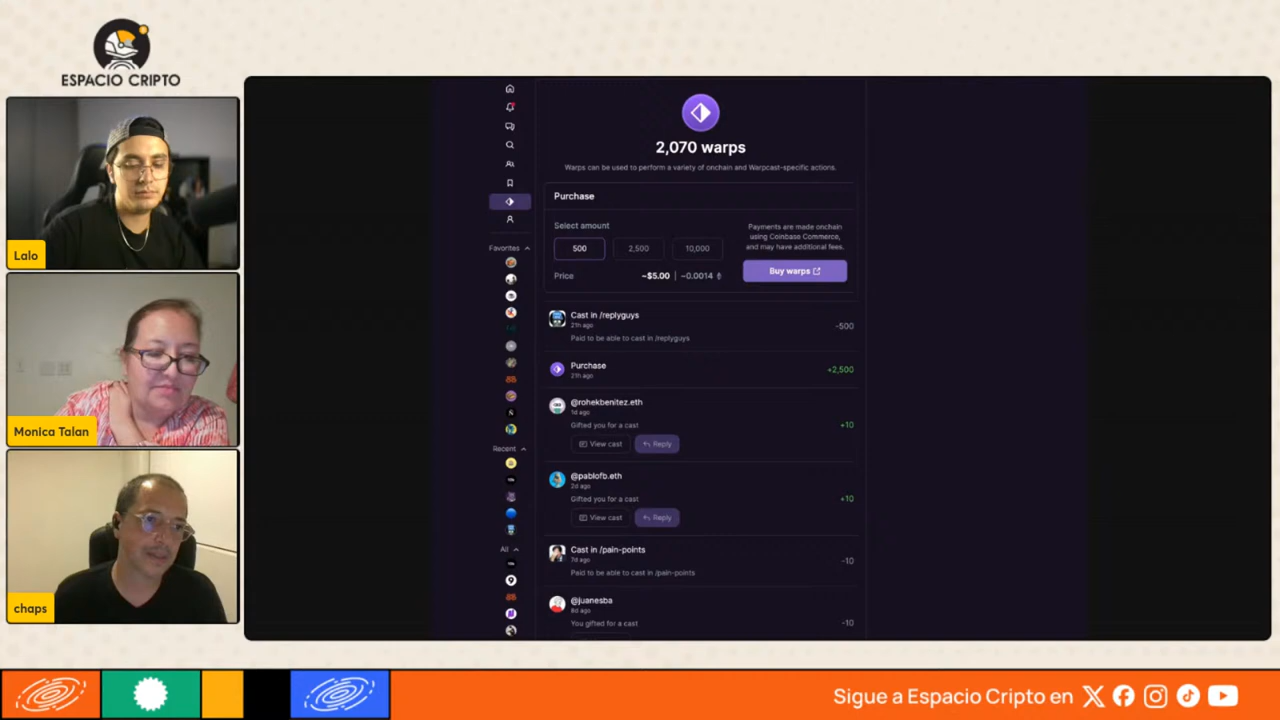 ESPACIO CRIPTO
Lalo
Monica Talan
chaps
2,070 warps
Warps can be used to perform a variety of onchain and Warpcast-specific actions.
Purchase
Select amount
500
2,500
10,000
Price
~$5.00 | ~0.0014
Payments are made onchain
using Coinbase Commerce,
and may have additional fees.
Buy warps
Favorites
Recent
All
Cast in /replyguys
21h ago
Paid to be able to cast in /replyguys
-500
Purchase
21h ago
+2,500
@rohekbenitez.eth
1d ago
Gifted you for a cast
+10
View cast
Reply
@pablofb.eth
2d ago
Gifted you for a cast
+10
View cast
Reply
Cast in /pain-points
7d ago
Paid to be able to cast in /pain-points
-10
@juanesba
8d ago
You gifted for a cast
-10
Sigue a Espacio Cripto en